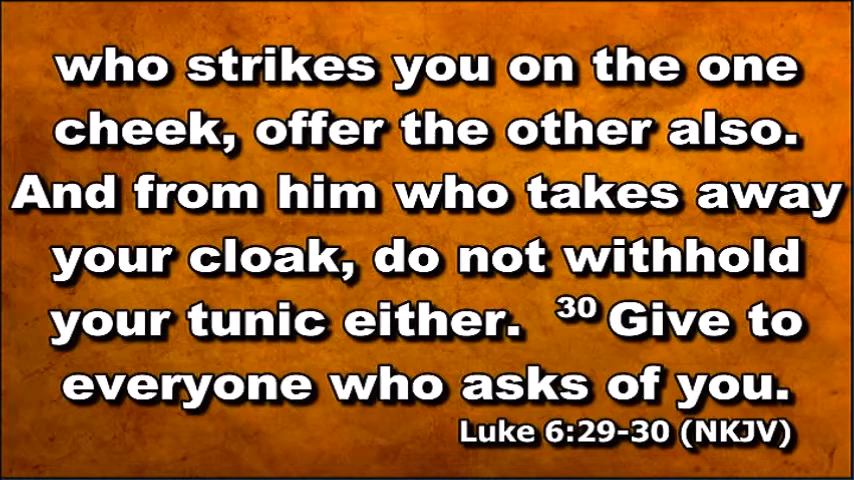 who strikes you on the one
cheek, offer the other also.
And from him who takes away
your cloak, do not withhold
your tunic either. 30 Give to
everyone who asks of you.
Luke 6:29-30 (NKJV)